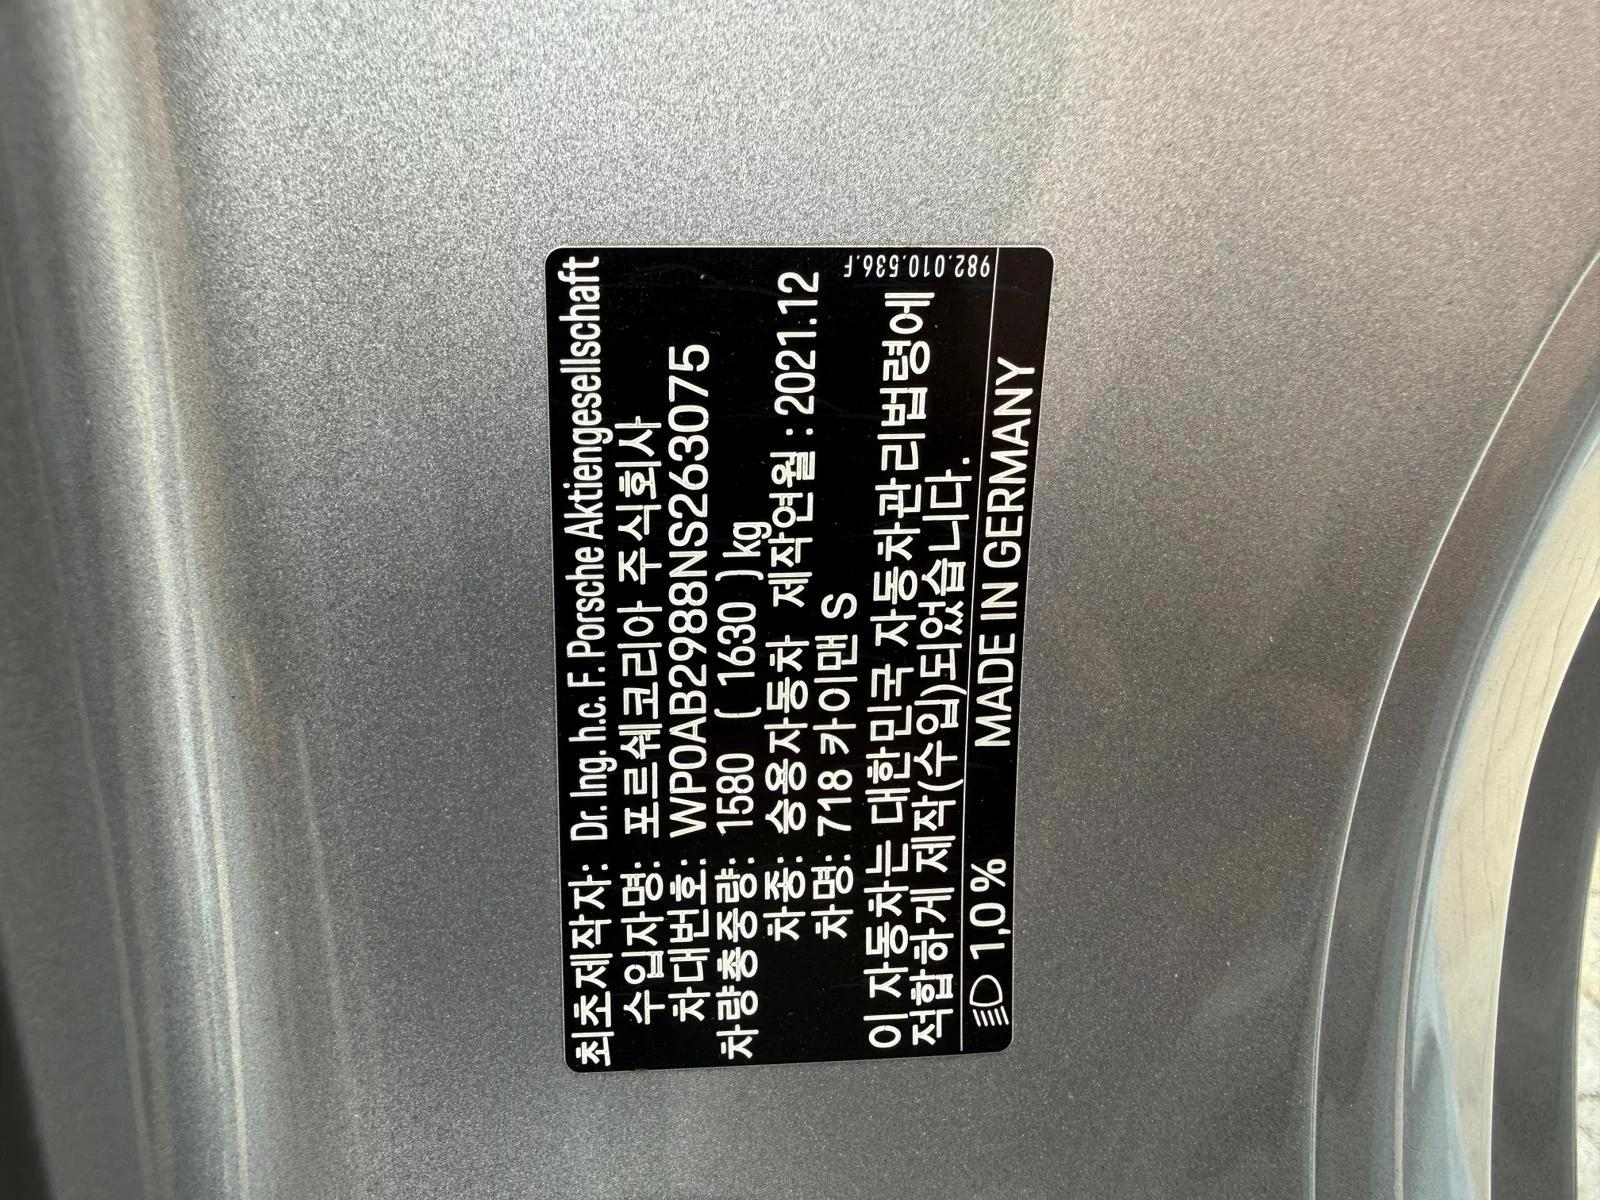 최초제작자: Dr. Ing. h.c. F. Porsche Aktiengesellschaft
수입자명: 포르쉐코리아 주식회사
차대번호: WP0AB2988NS263075
차량총중량: 1580 ( 1630 ) kg
차종: 승용자동차 제작연월 : 2021.12
차명: 718 카이맨 S
이 자동차는 대한민국 자동차관리법령에
적합하게 제작(수입)되었습니다.
1,0 % MADE IN GERMANY
982.010.536.F